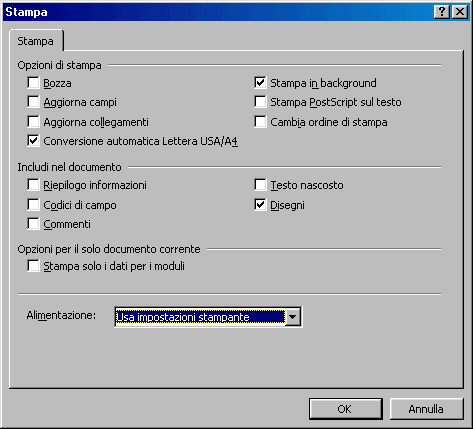 Stampa
Stampa
Opzioni di stampa
Bozza
Stampa in background
Aggiorna campi
Stampa PostScript sul testo
Aggiorna collegamenti
Cambia ordine di stampa
Conversione automatica Lettera USA/A4
Includi nel documento
Riepilogo informazioni
Testo nascosto
Codici di campo
Disegni
Commenti
Opzioni per il solo documento corrente
Stampa solo i dati per i moduli
Alimentazione: Usa impostazioni stampante
OK Annulla